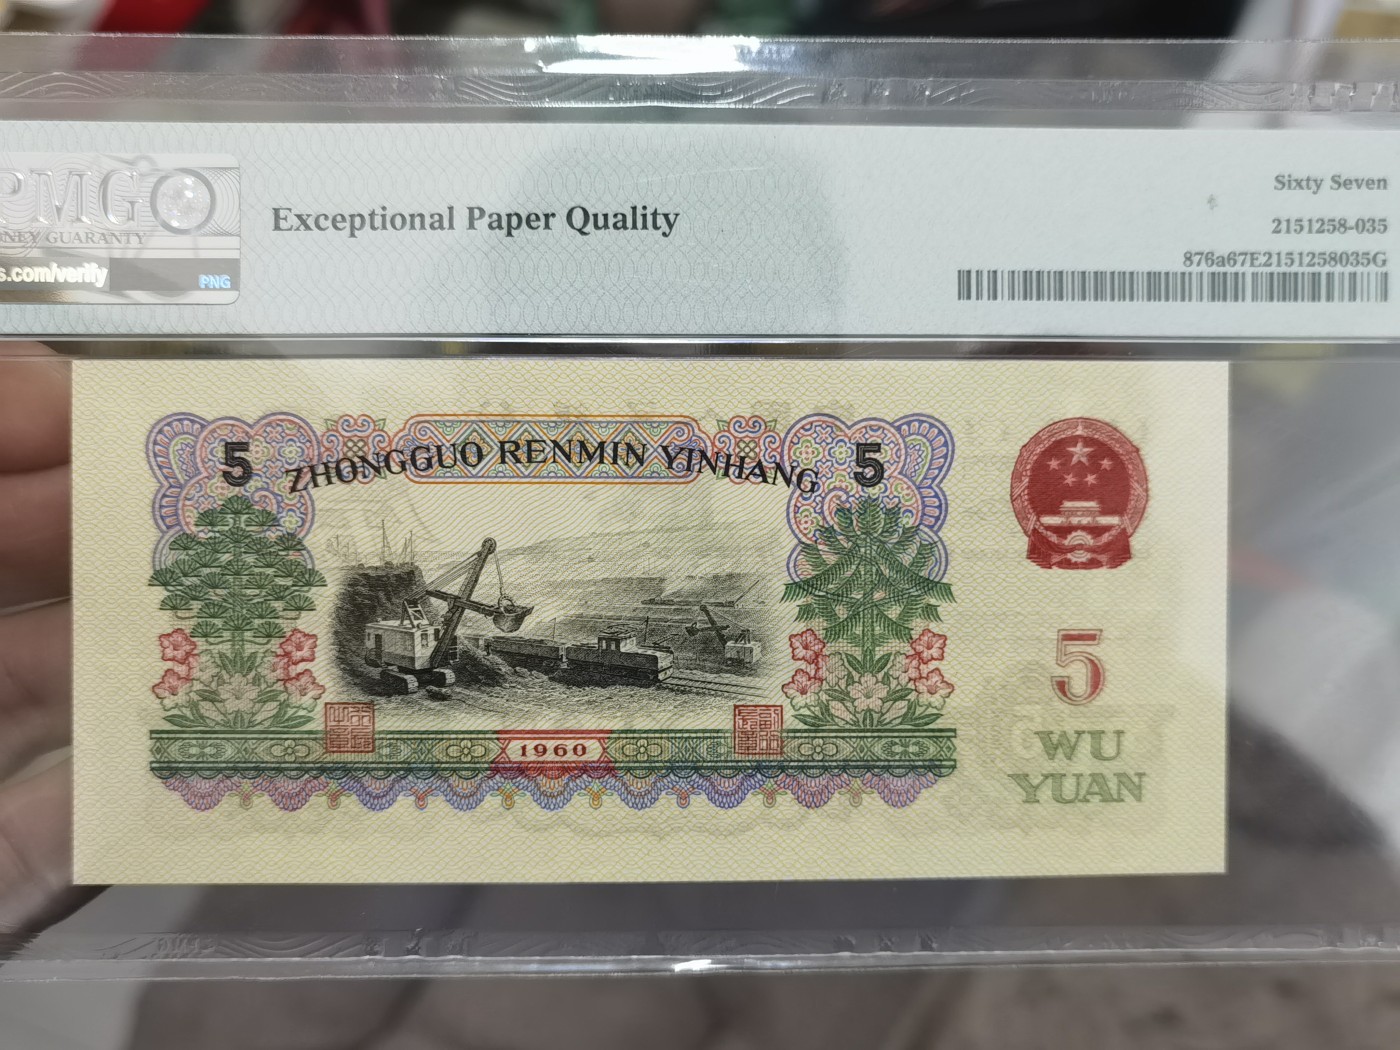 PMG
MONEY GUARANTY
s.com/verify
PNG
Exceptional Paper Quality
Sixty Seven
2151258-035
876a67E2151258035G
5 ZHONGGUO RENMIN YINHANG 5
5
WU
YUAN
1960